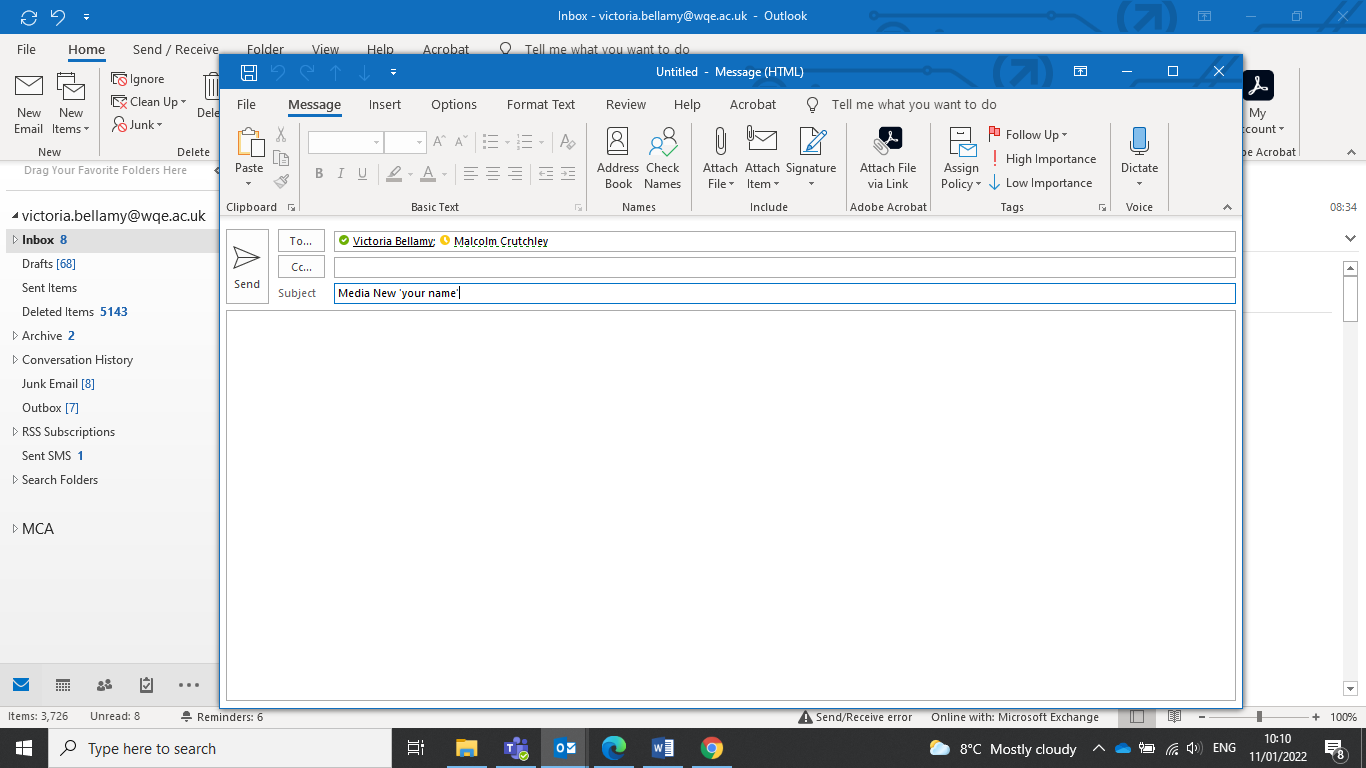 Inbox - victoria.bellamy@wqe.ac.uk - Outlook
File Home Send / Receive Folder View Help Acrobat Tell me what you want to do
New Email
New Items
Ignore
Clean Up
Junk
New
Delete
My
Drag Your Favorite Folders Here
victoria.bellamy@wqe.ac.uk
Inbox 8
Drafts [68]
Sent Items
Deleted Items 5143
Archive 2
Conversation History
Junk Email [8]
Outbox [7]
RSS Subscriptions
Sent SMS 1
Search Folders
MCA
Untitled - Message (HTML)
File Message Insert Options Format Text Review Help Acrobat Tell me what you want to do
Paste
B I U
Address Book
Check Names
Attach File
Attach Item
Signature
Attach File via Link
Assign Policy
Follow Up
High Importance
Low Importance
Dictate
Clipboard Basic Text Names Include Adobe Acrobat Tags Voice
08:34
Send
To... Victoria Bellamy; Malcolm Crutchley
Cc...
Subject Media New 'your name'
Items: 3,726 Unread: 8 Reminders: 6 Send/Receive error Online with: Microsoft Exchange 100%
Type here to search
8°C Mostly cloudy ENG 10:10
11/01/2022
8